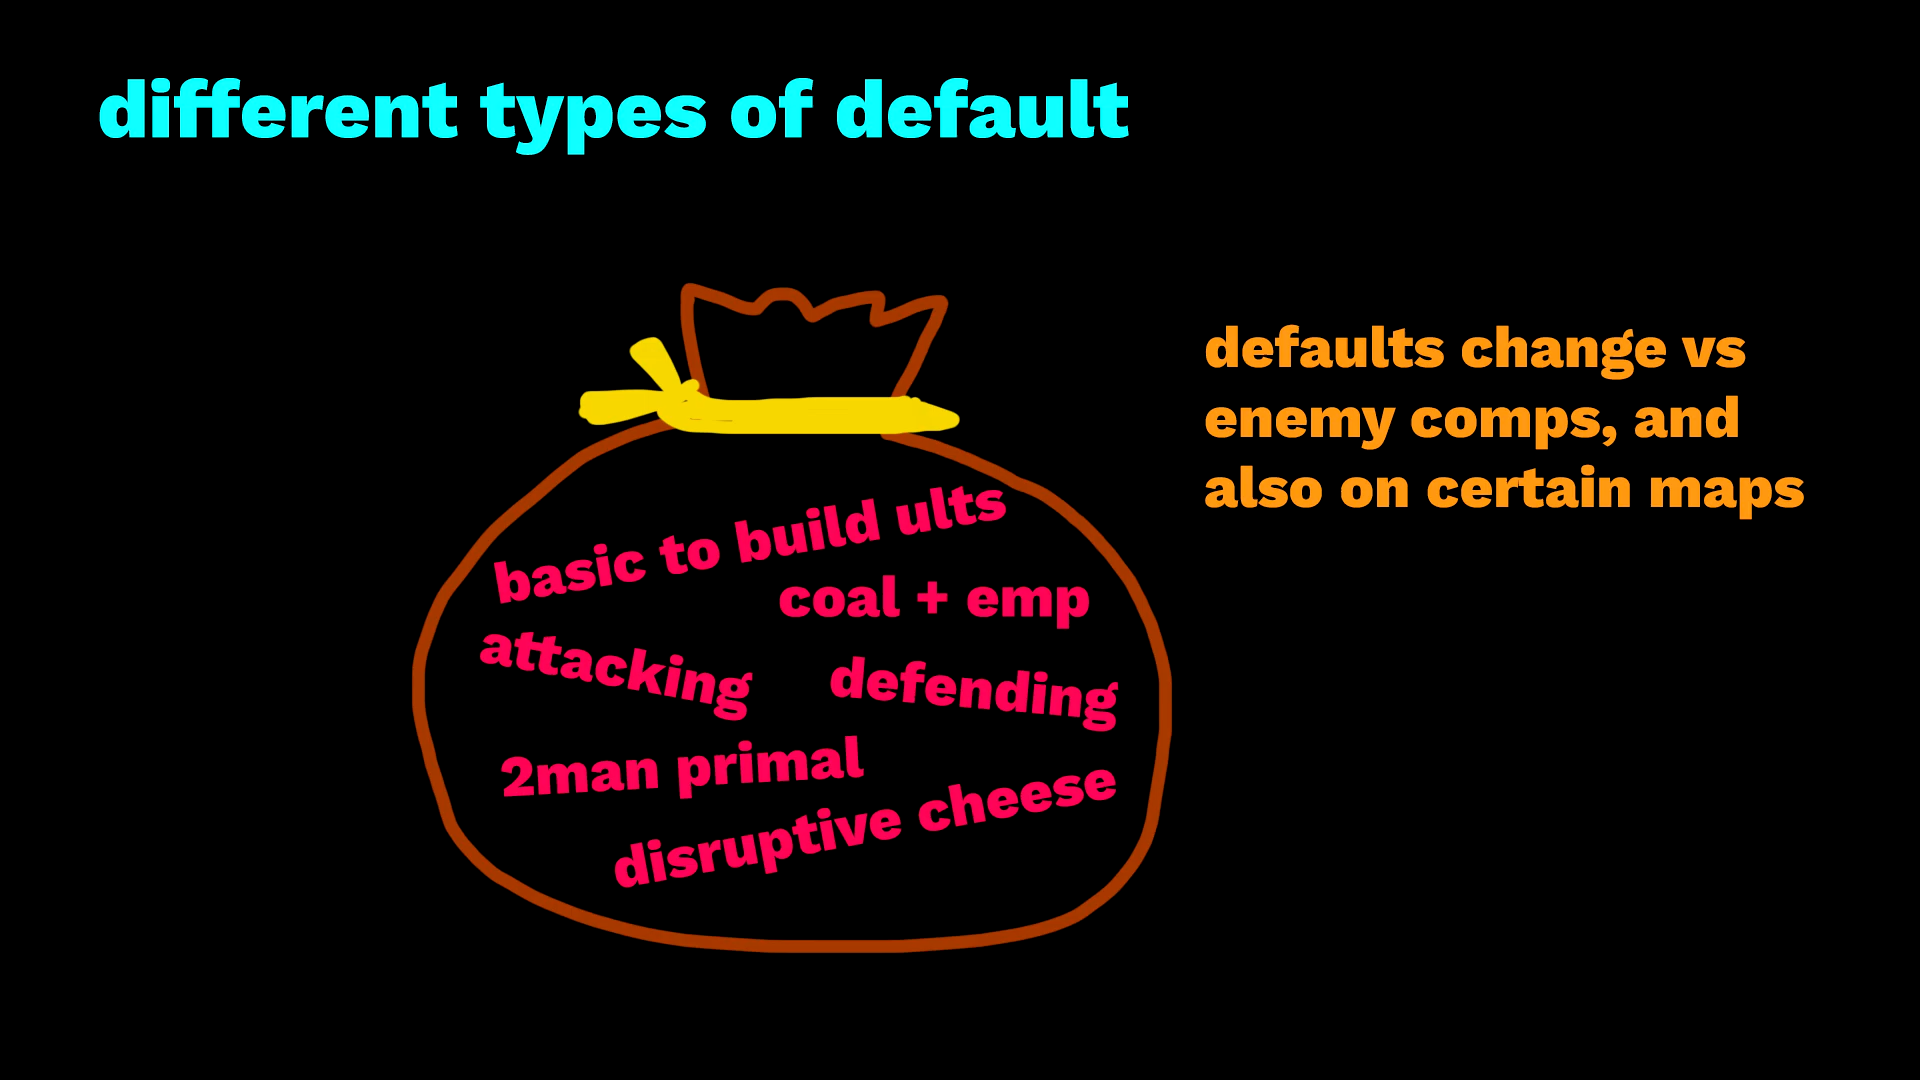 different types of default
defaults change vs
enemy comps, and
also on certain maps
basic to build ults
coal + emp
attacking
defending
2man primal
disruptive cheese